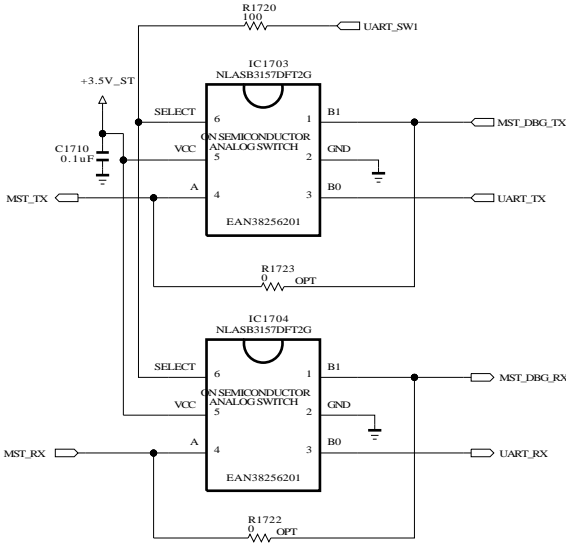 R1720
100
UART_SW1
IC1703
NLASB3157DFT2G
+3.5V_ST
SELECT
6
1
B1
MST_DBG_TX
ON SEMICONDUCTOR
ANALOG SWITCH
C1710
0.1uF
VCC
5
2
GND
MST_TX
A
4
3
B0
UART_TX
EAN38256201
R1723
0
OPT
IC1704
NLASB3157DFT2G
SELECT
6
1
B1
MST_DBG_RX
ON SEMICONDUCTOR
ANALOG SWITCH
VCC
5
2
GND
MST_RX
A
4
3
B0
UART_RX
EAN38256201
R1722
0
OPT